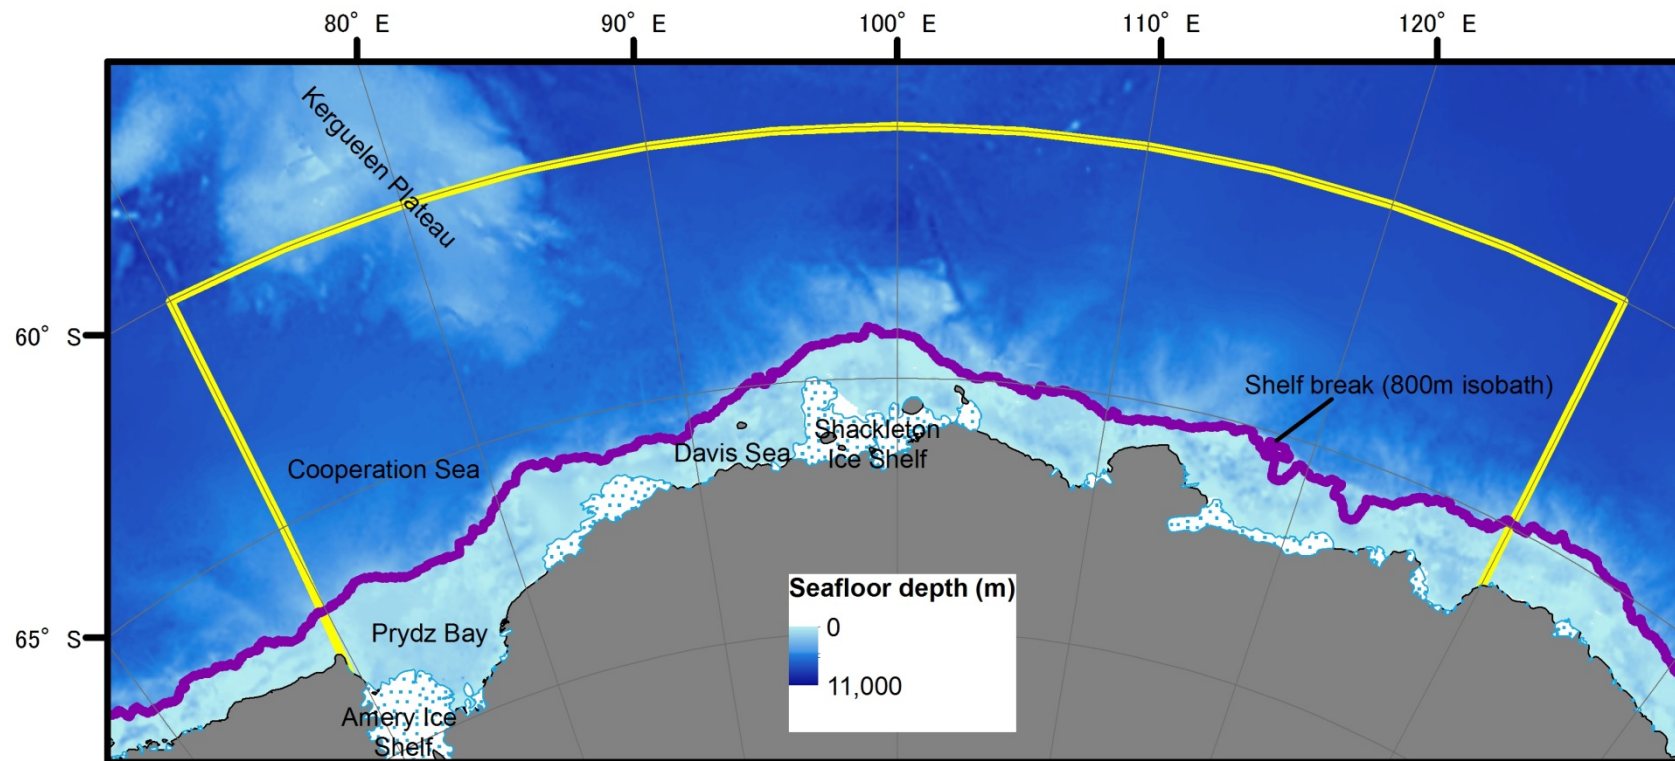 80° E
90° E
100° E
110° E
120° E
Kerguelen Plateau
60° S
Shelf break (800m isobath)
Shackleton
Ice Shelf
Davis Sea
Cooperation Sea
Seafloor depth (m)
0
11,000
65° S
Prydz Bay
Amery Ice
Shelf